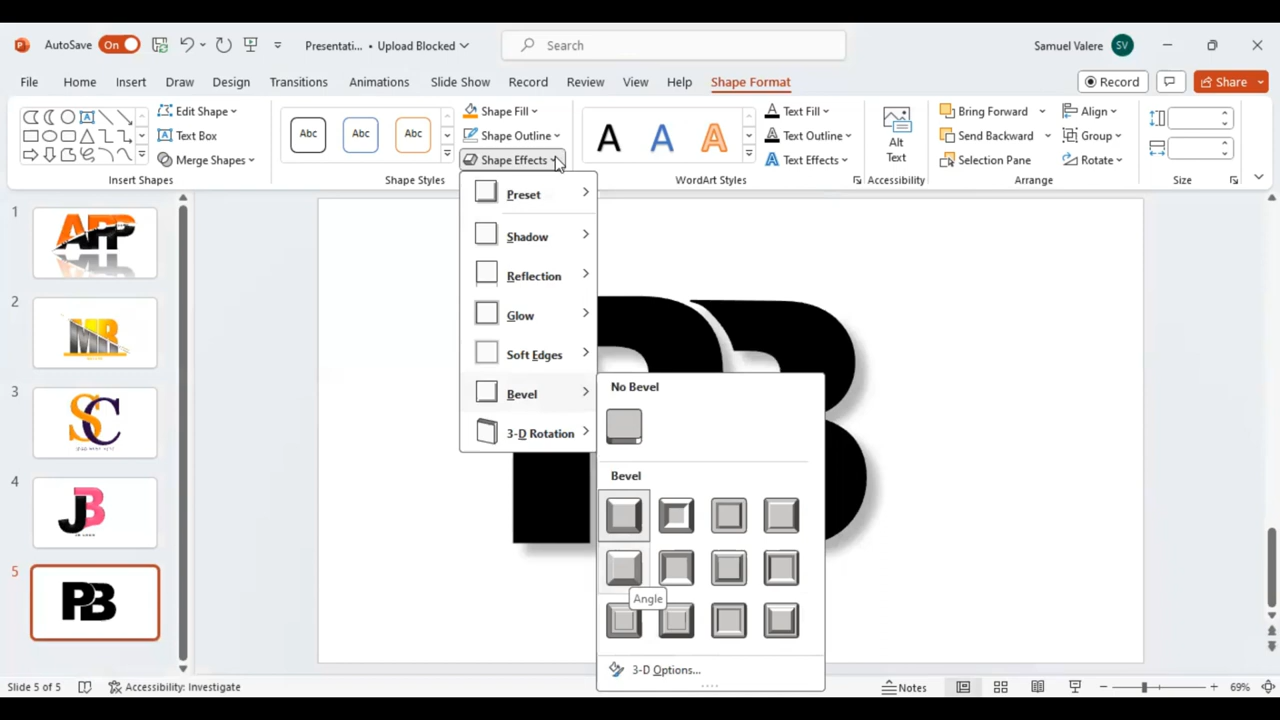 AutoSave On Presentati... • Upload Blocked Search Samuel Valere SV
File Home Insert Draw Design Transitions Animations Slide Show Record Review View Help Shape Format Record Share
Edit Shape Abc Abc Abc Shape Fill A A A Text Fill Alt Text Bring Forward Align
Text Box Shape Outline Text Outline Send Backward Group
Merge Shapes Shape Effects Text Effects Selection Pane Rotate
Insert Shapes Shape Styles WordArt Styles Accessibility Arrange Size
Preset
Shadow
Reflection
Glow
Soft Edges
Bevel
3-D Rotation
No Bevel
Bevel
Angle
3-D Options...
1
APP
2
MR
3
SC
4
JB
5
PB
Slide 5 of 5 Accessibility: Investigate Notes 69%